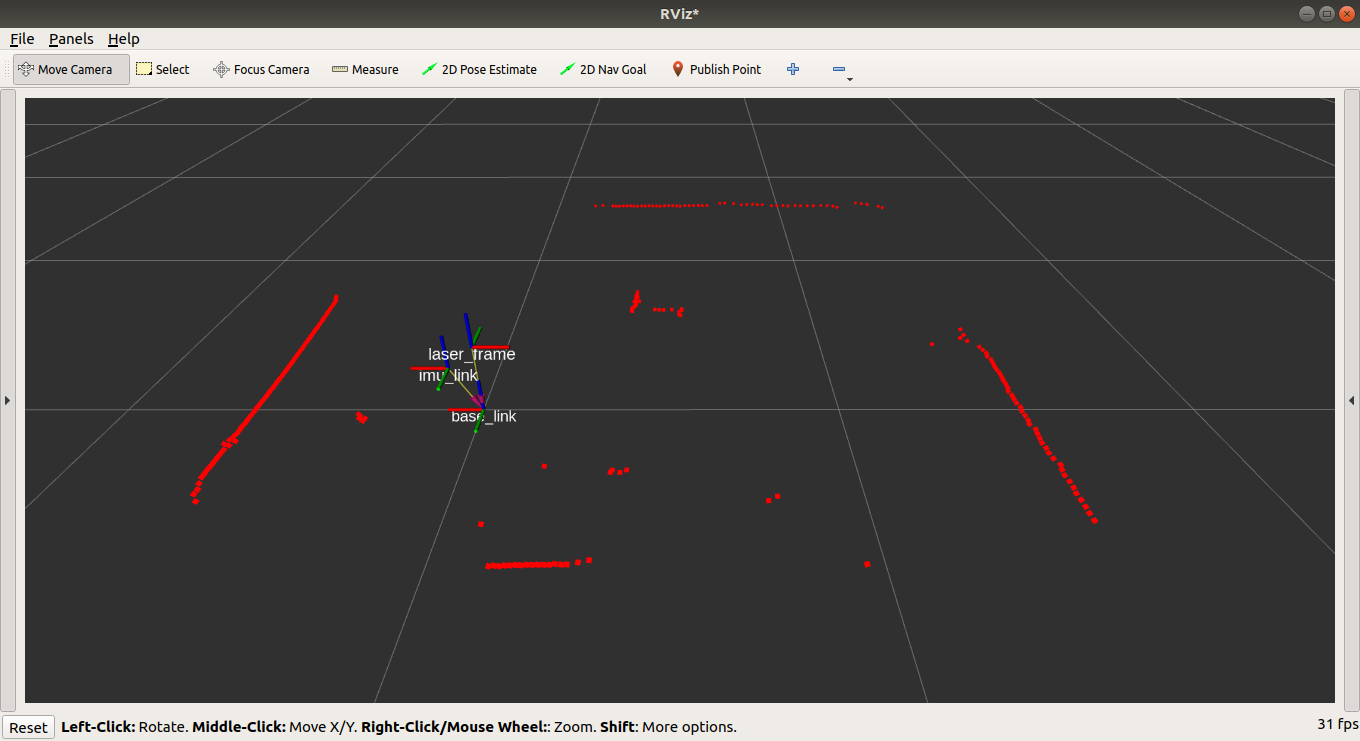 RViz*
File Panels Help
Move Camera Select Focus Camera Measure 2D Pose Estimate 2D Nav Goal Publish Point
laser_frame
imu_link
base_link
Reset Left-Click: Rotate. Middle-Click: Move X/Y. Right-Click/Mouse Wheel:: Zoom. Shift: More options. 31 fps